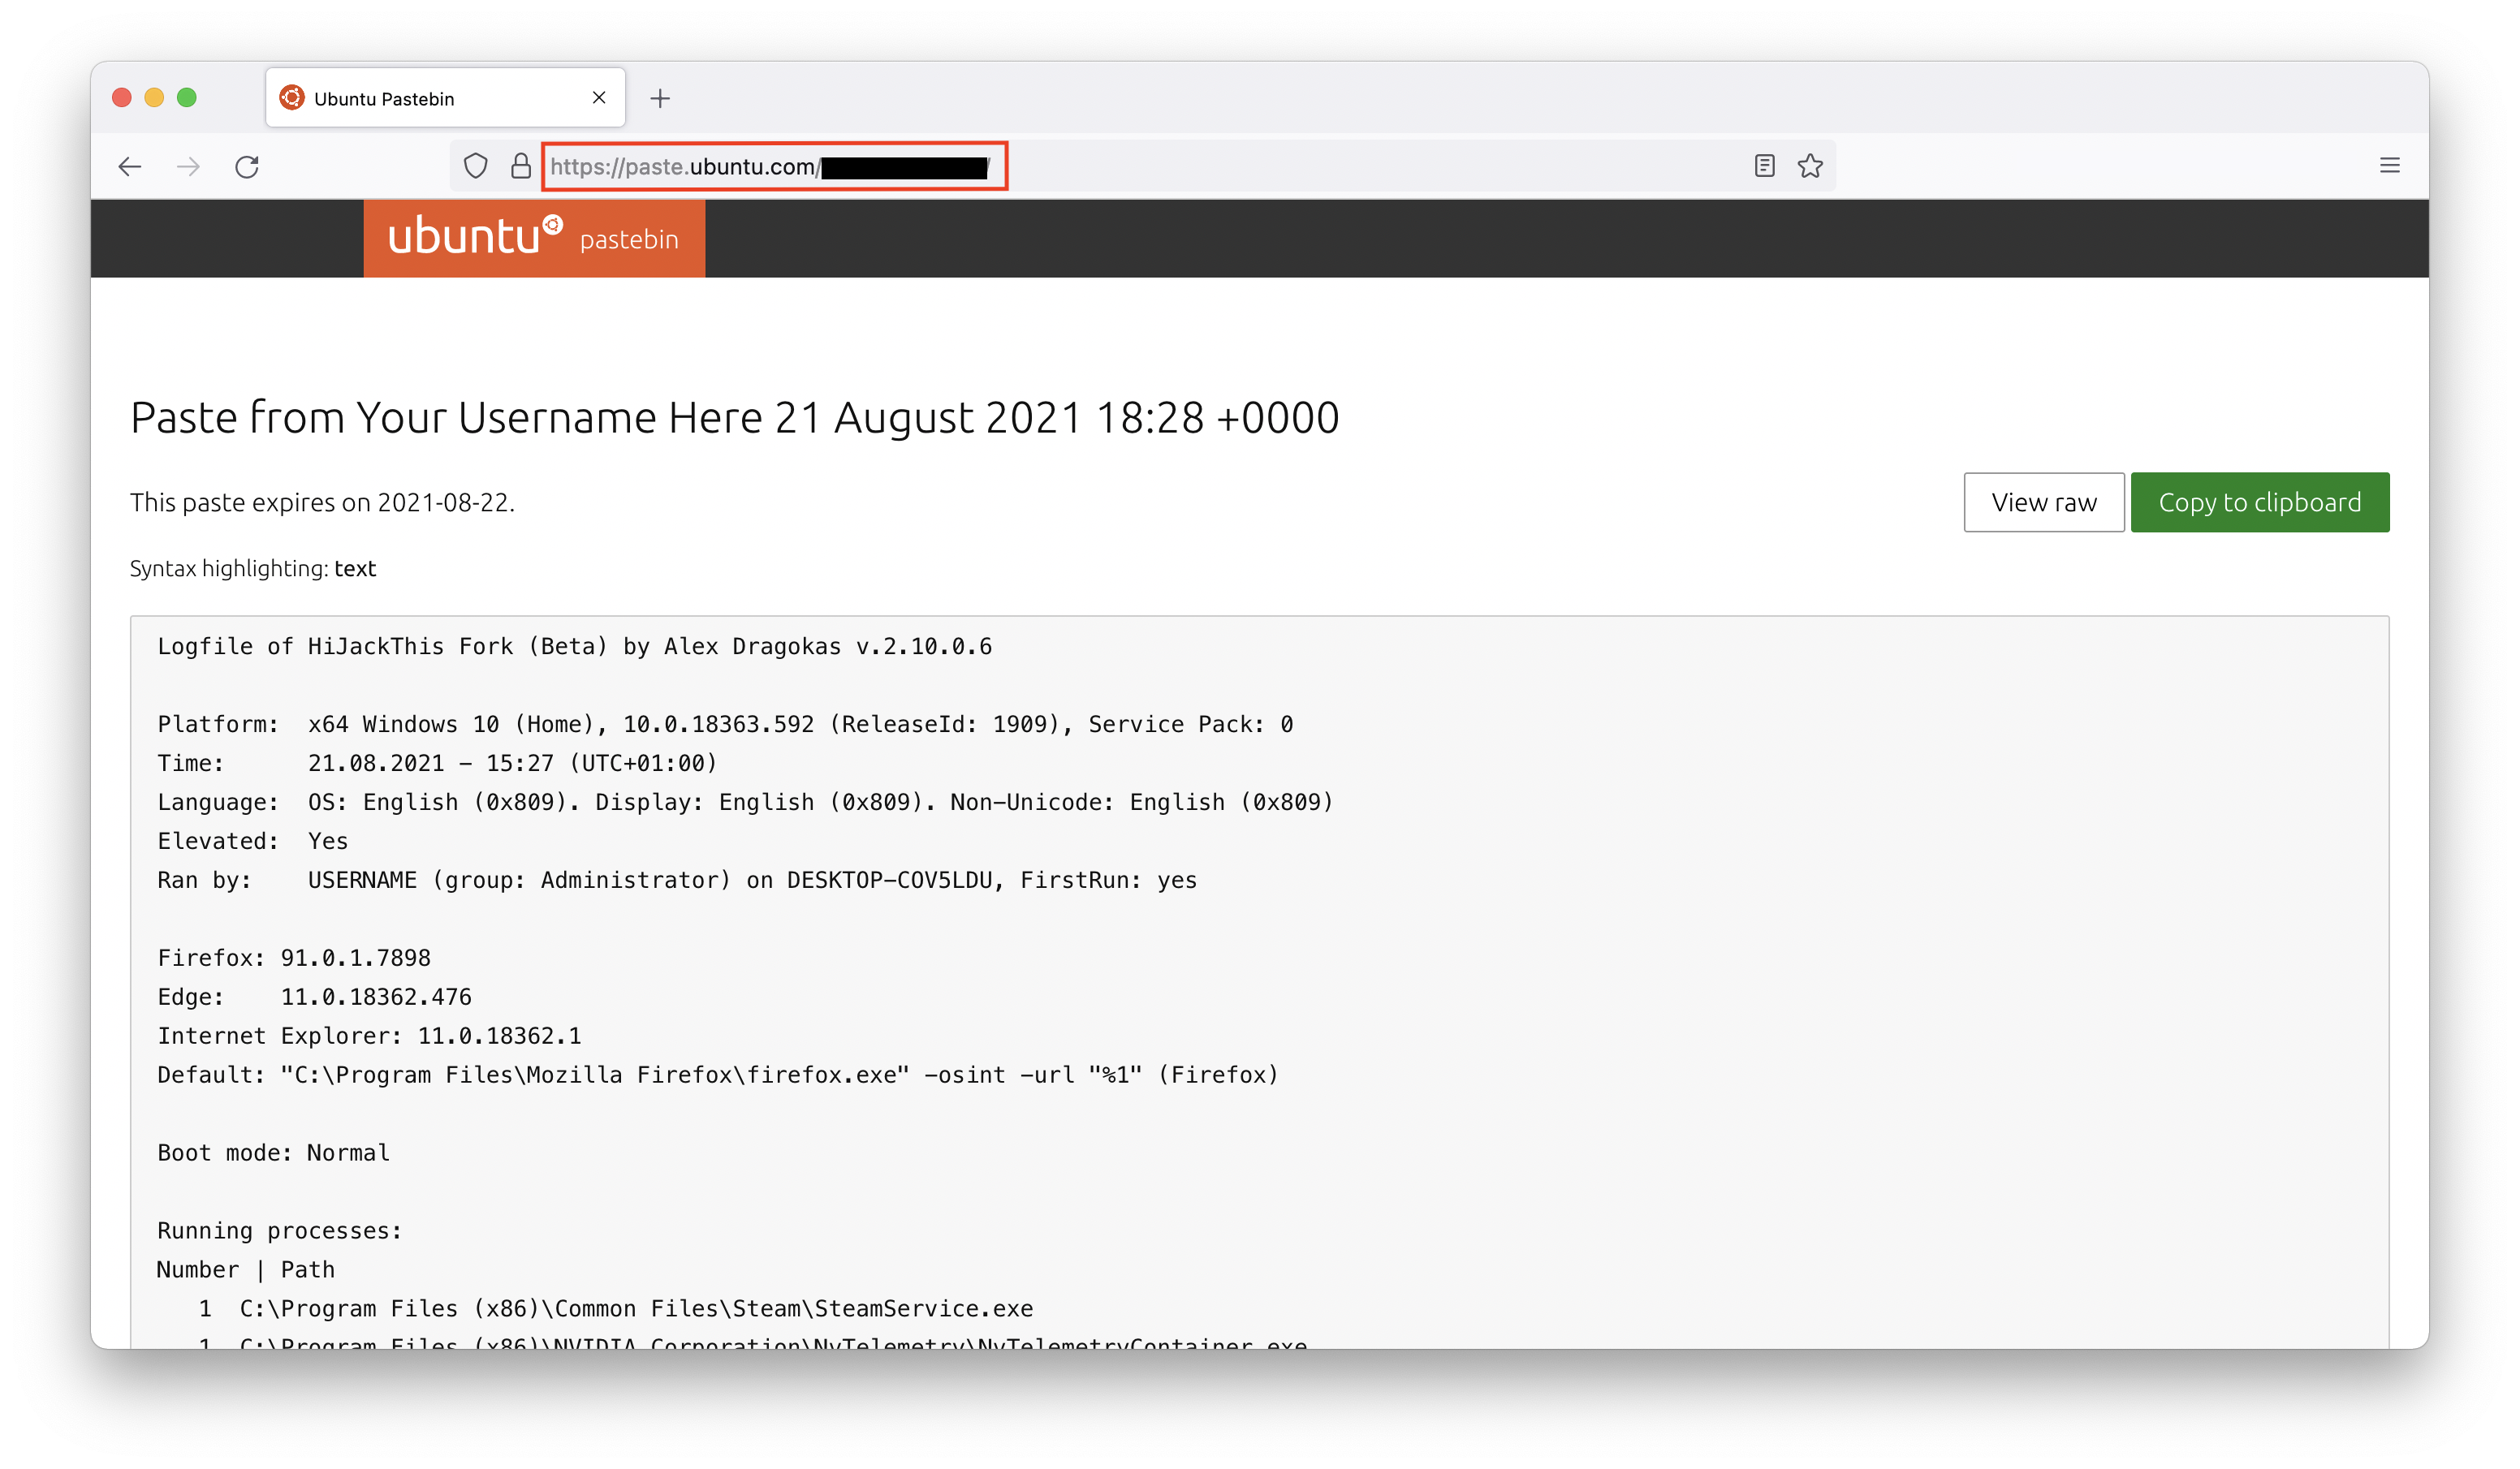 Ubuntu Pastebin
https://paste.ubuntu.com/
ubuntu pastebin
Paste from Your Username Here 21 August 2021 18:28 +0000
This paste expires on 2021-08-22.
View raw
Copy to clipboard
Syntax highlighting: text
Logfile of HiJackThis Fork (Beta) by Alex Dragokas v.2.10.0.6
Platform:  x64 Windows 10 (Home), 10.0.18363.592 (ReleaseId: 1909), Service Pack: 0
Time:      21.08.2021 - 15:27 (UTC+01:00)
Language:  OS: English (0x809). Display: English (0x809). Non-Unicode: English (0x809)
Elevated:  Yes
Ran by:    USERNAME (group: Administrator) on DESKTOP-COV5LDU, FirstRun: yes
Firefox: 91.0.1.7898
Edge:    11.0.18362.476
Internet Explorer: 11.0.18362.1
Default: "C:\Program Files\Mozilla Firefox\firefox.exe" -osint -url "%1" (Firefox)
Boot mode: Normal
Running processes:
Number | Path
1  C:\Program Files (x86)\Common Files\Steam\SteamService.exe
1  C:\Program Files (x86)\NVIDIA Corporation\NvTelemetry\NvTelemetryContainer.exe